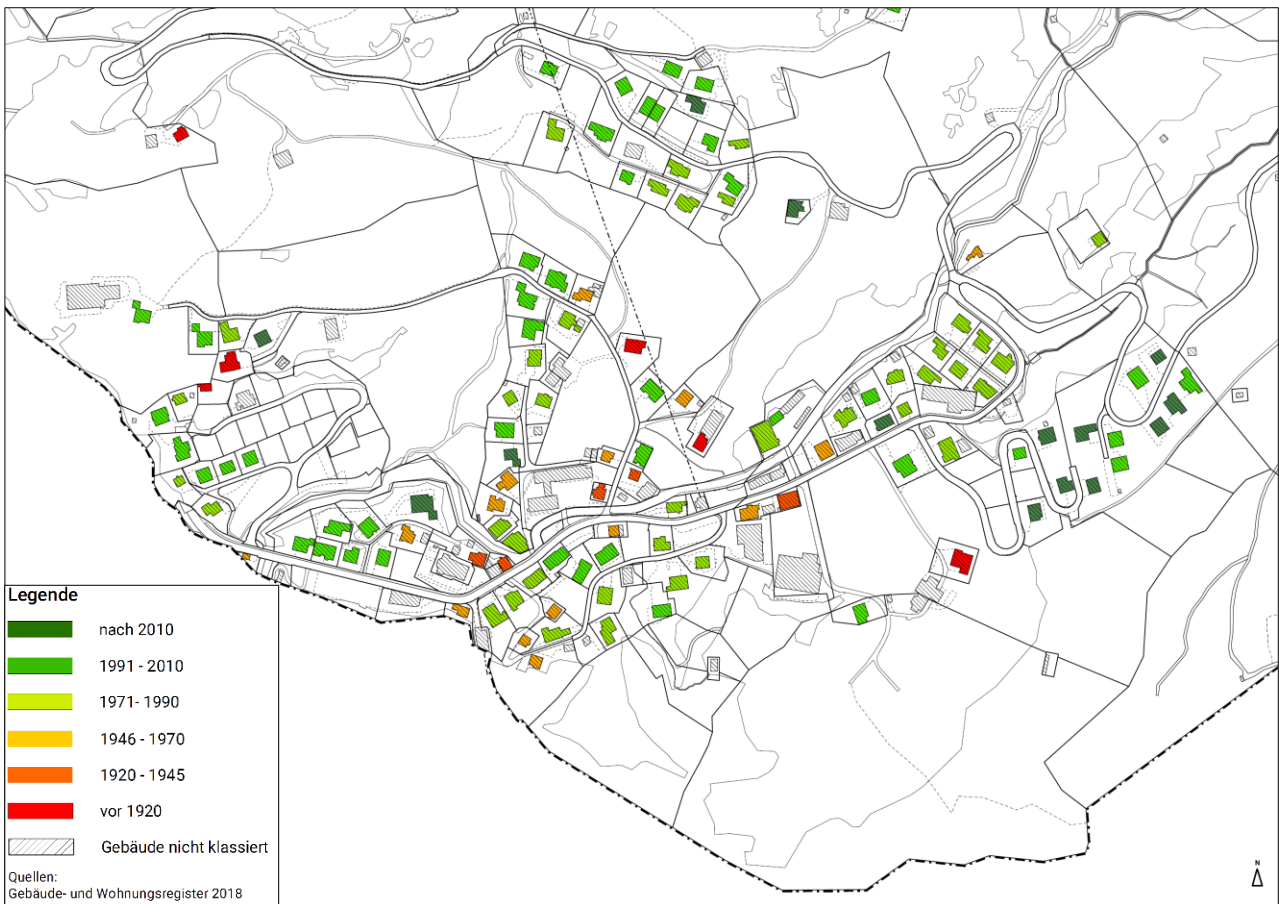 Legende
nach 2010
1991 - 2010
1971- 1990
1946 - 1970
1920 - 1945
vor 1920
Gebäude nicht klassiert
Quellen:
Gebäude- und Wohnungsregister 2018
N